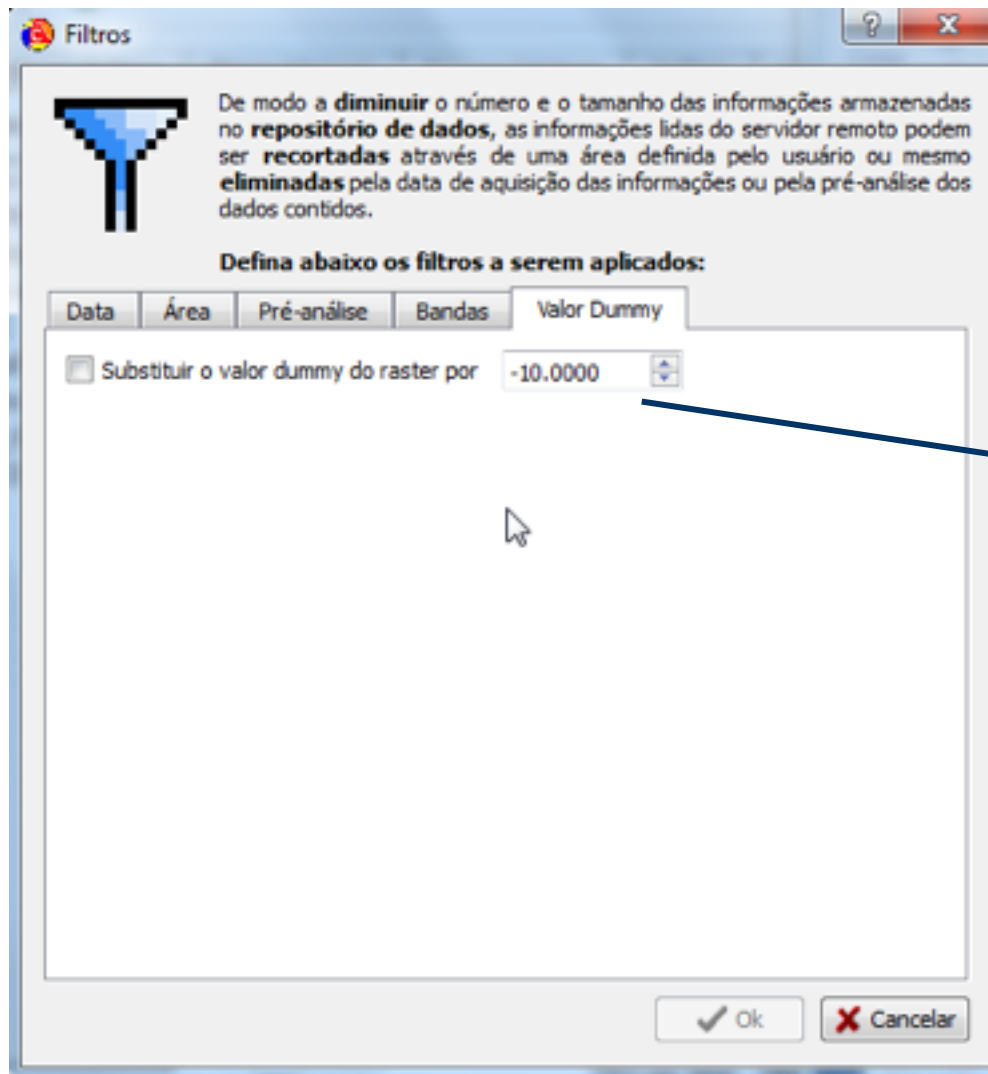 Filtros
De modo a diminuir o número e o tamanho das informações armazenadas
no repositório de dados, as informações lidas do servidor remoto podem
ser recortadas através de uma área definida pelo usuário ou mesmo
eliminadas pela data de aquisição das informações ou pela pré-análise dos
dados contidos.
Defina abaixo os filtros a serem aplicados:
Data Área Pré-análise Bandas Valor Dummy
Substituir o valor dummy do raster por -10.0000
Ok Cancelar